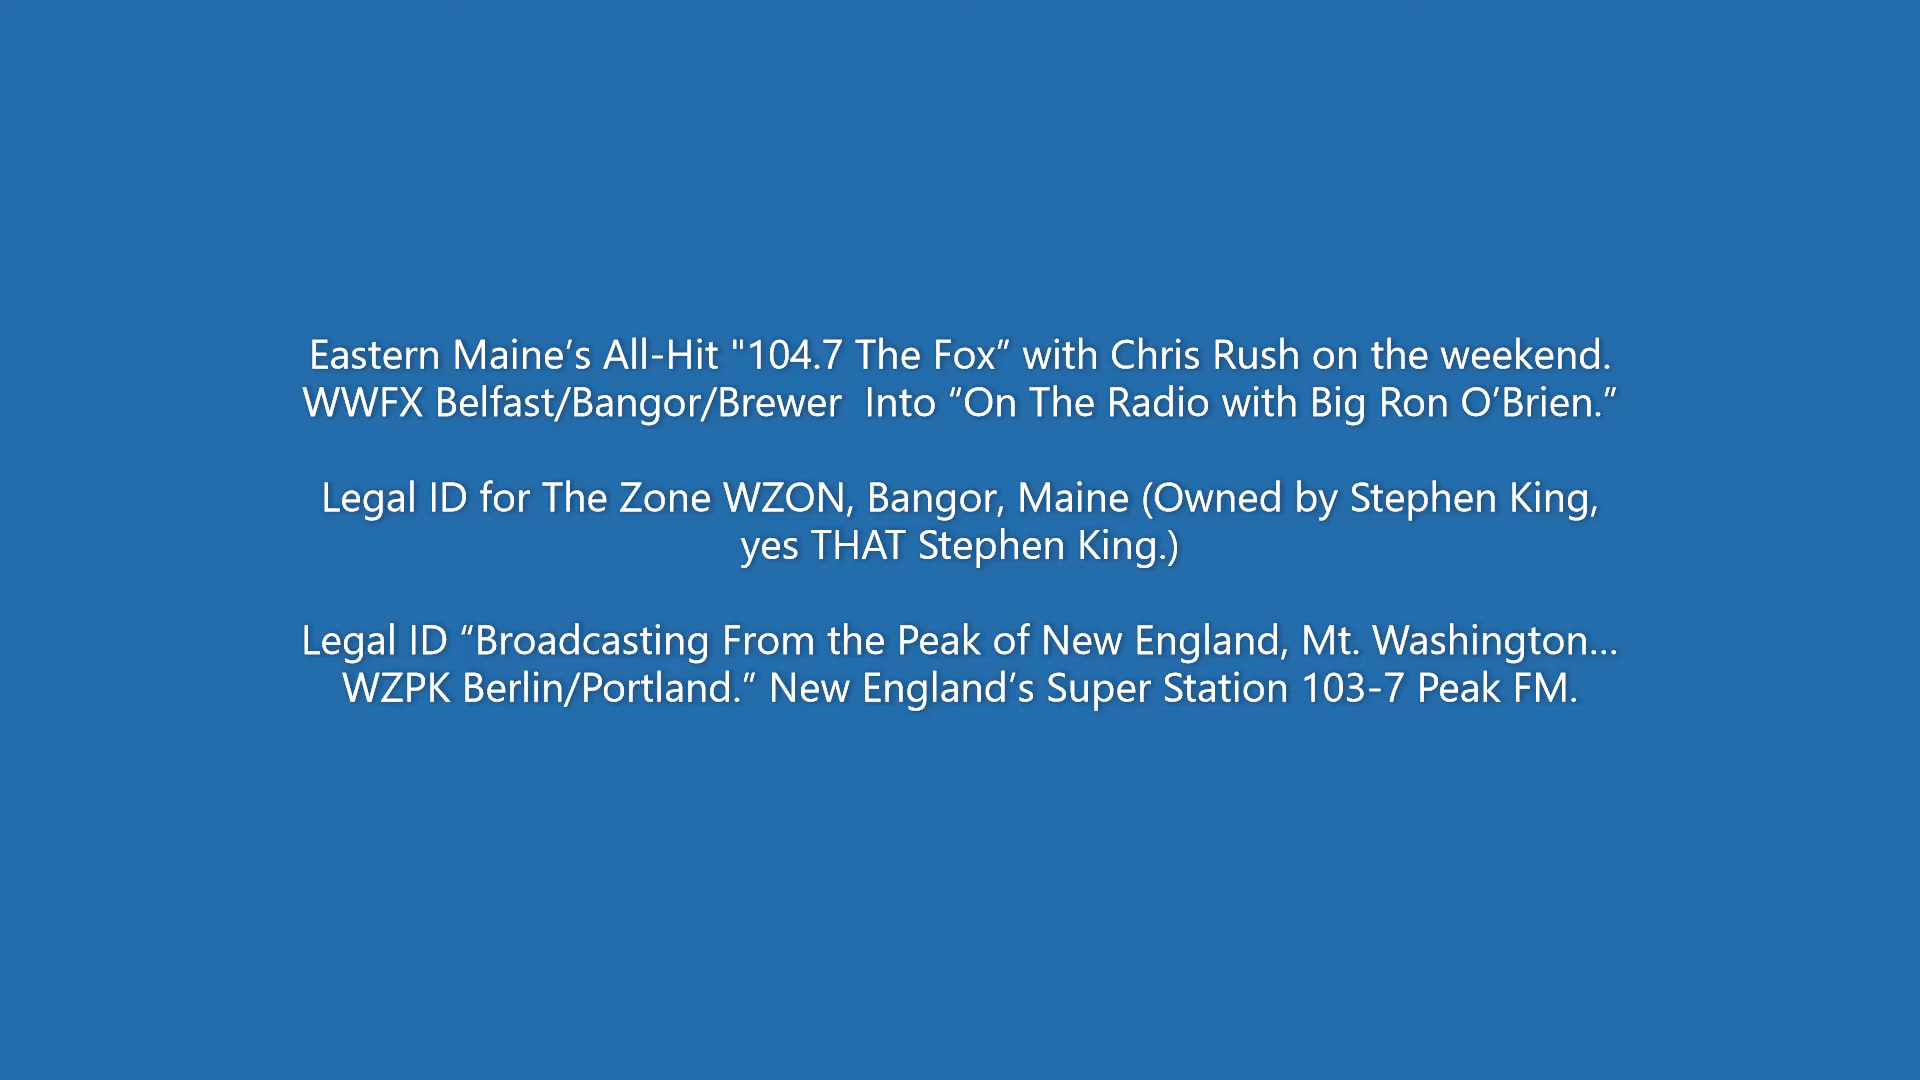 Eastern Maine’s All-Hit "104.7 The Fox” with Chris Rush on the weekend.
WWFX Belfast/Bangor/Brewer  Into “On The Radio with Big Ron O’Brien.”
Legal ID for The Zone WZON, Bangor, Maine (Owned by Stephen King,
yes THAT Stephen King.)
Legal ID “Broadcasting From the Peak of New England, Mt. Washington…
WZPK Berlin/Portland.” New England’s Super Station 103-7 Peak FM.